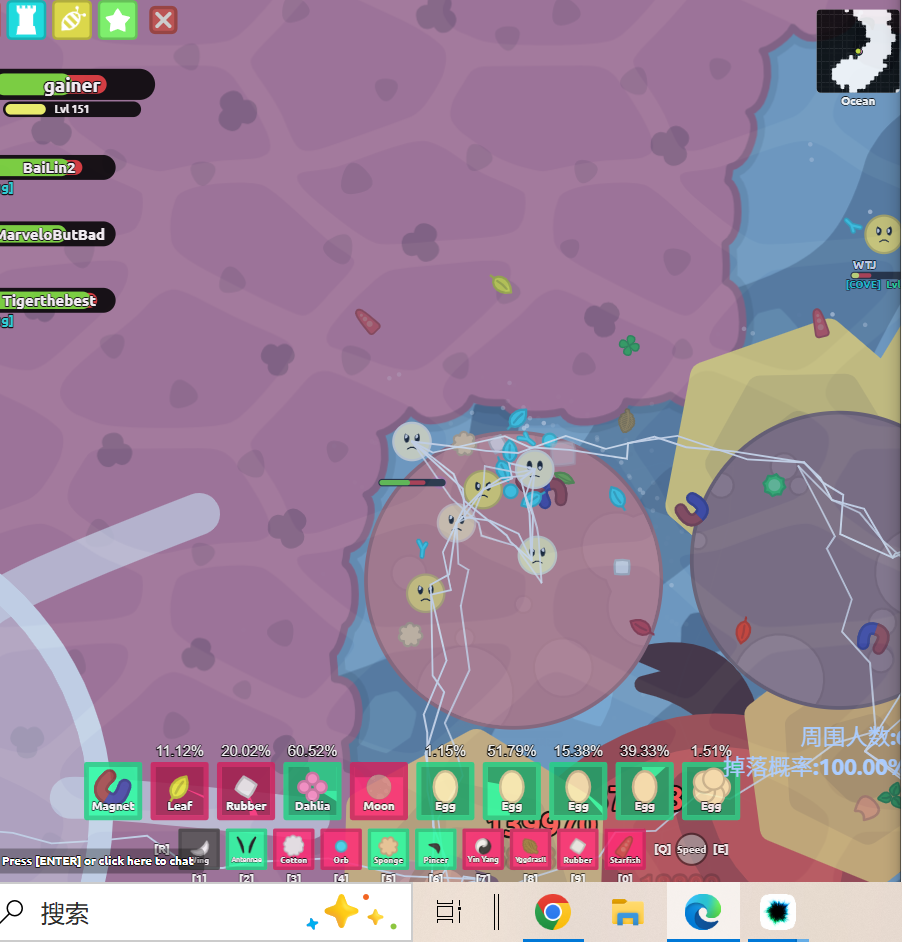 gainer
Lvl 151
BaiLin2
g]
MarveloButBad
Tigerthebest
g]
Ocean
WTJ
[COVE] Lvl
周围人数:
掉落概率:100.00%
11.12% 20.02% 60.52% 1.15% 51.79% 15.38% 39.33% 1.51%
Magnet Leaf Rubber Dahlia Moon Egg Egg Egg Egg Egg
Press [ENTER] or click here to chat
[R] Wing Antennae Cotton Orb Sponge Pincer Yin Yang Yggdrasil Rubber Starfish [Q] Speed [E]
[1] [2] [3] [4] [5] [6] [7] [8] [9] [0]
搜索